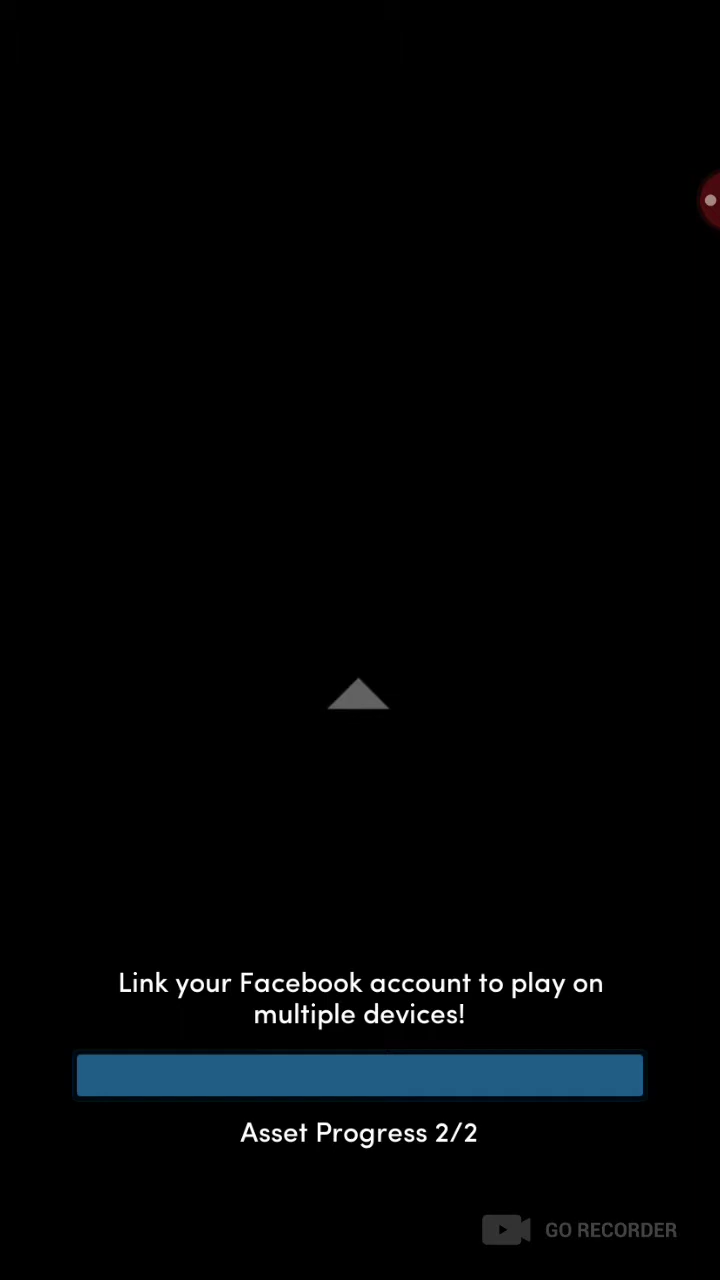 Link your Facebook account to play on
multiple devices!
Asset Progress 2/2
GO RECORDER